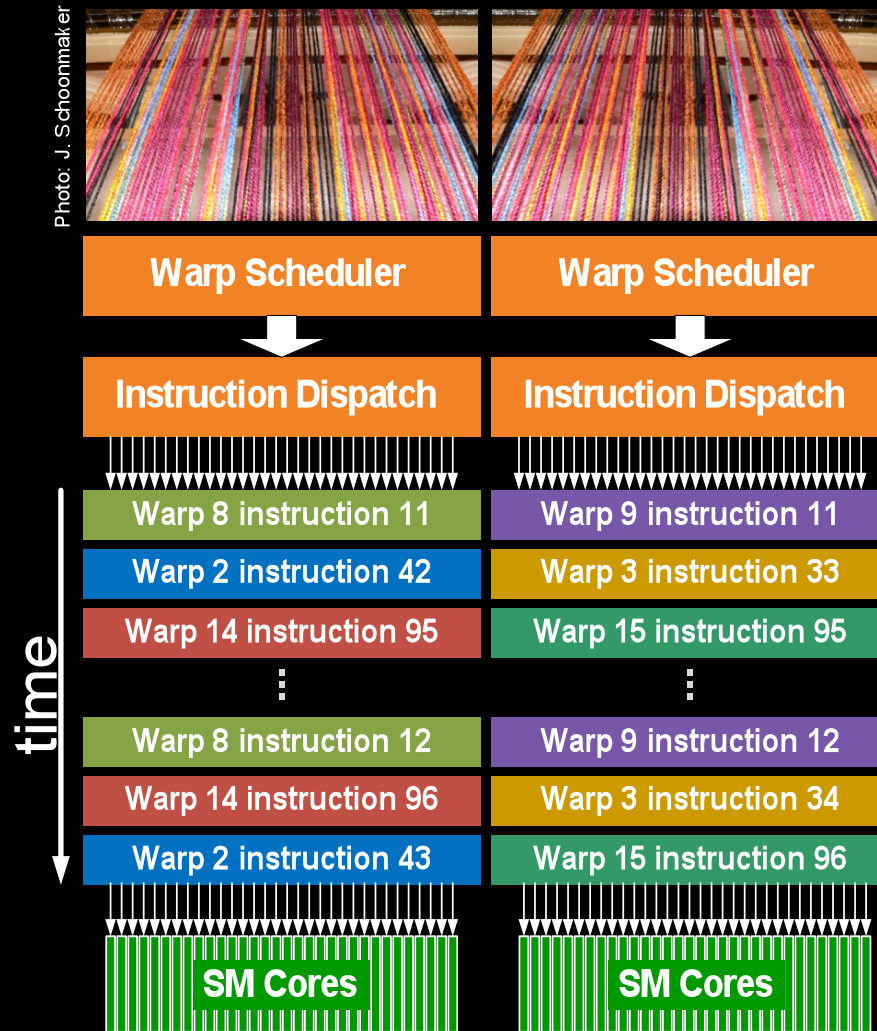 Photo: J. Schoonmaker
Warp Scheduler
Warp Scheduler
Instruction Dispatch
Instruction Dispatch
time
Warp 8 instruction 11
Warp 9 instruction 11
Warp 2 instruction 42
Warp 3 instruction 33
Warp 14 instruction 95
Warp 15 instruction 95
Warp 8 instruction 12
Warp 9 instruction 12
Warp 14 instruction 96
Warp 3 instruction 34
Warp 2 instruction 43
Warp 15 instruction 96
SM Cores
SM Cores